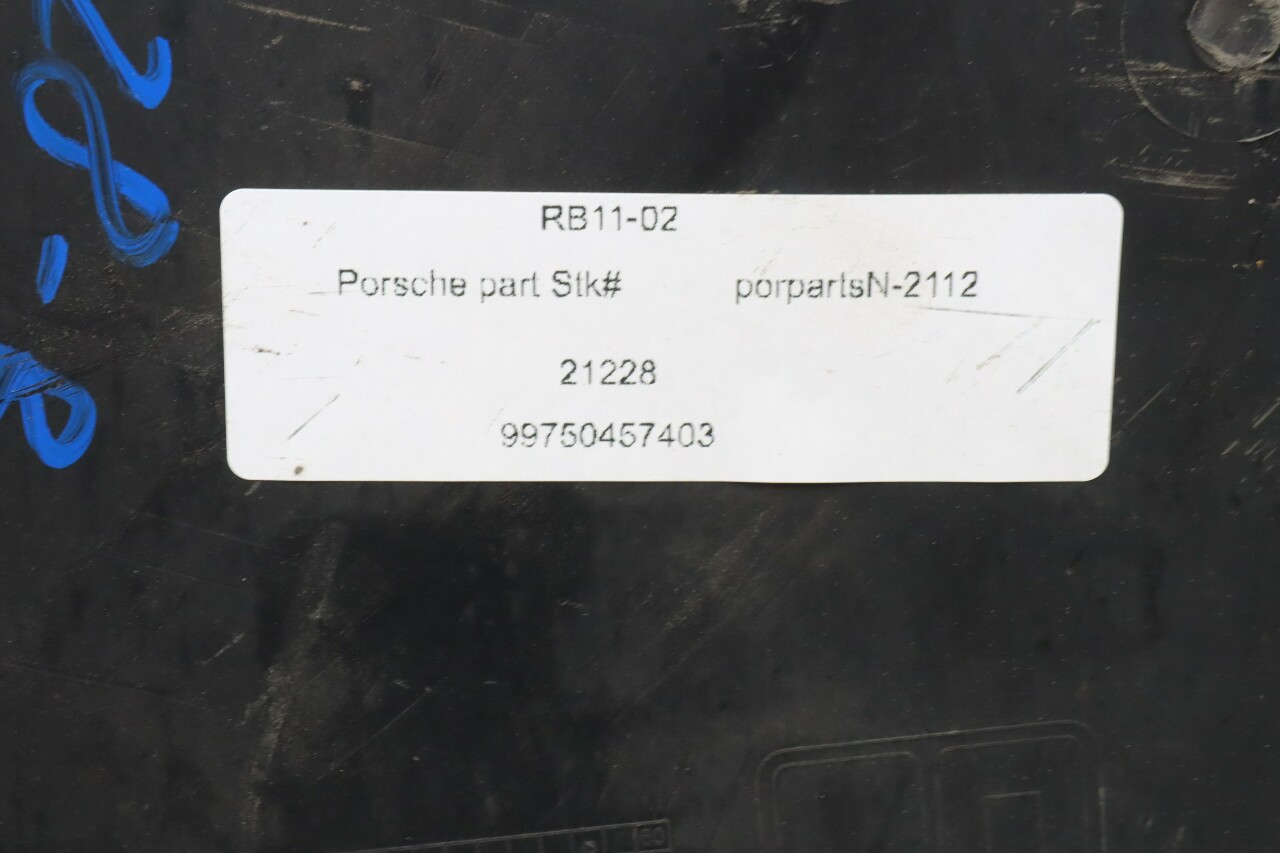 RB11-02
Porsche part Stk# porpartsN-2112
21228
99750457403